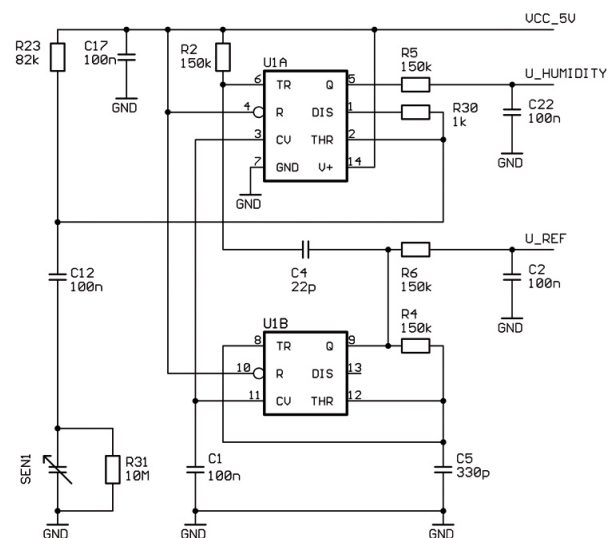 VCC_5V
R23
82k
C17
100n
GND
R2
150k
U1A
6
TR
Q
5
4
R
DIS
1
3
CV
THR
2
7
GND
V+
14
GND
R5
150k
U_HUMIDITY
R30
1k
C22
100n
GND
C12
100n
C4
22p
U_REF
R6
150k
C2
100n
GND
R4
150k
U1B
8
TR
Q
9
10
R
DIS
13
11
CV
THR
12
SEN1
R31
10M
C1
100n
C5
330p
GND
GND
GND